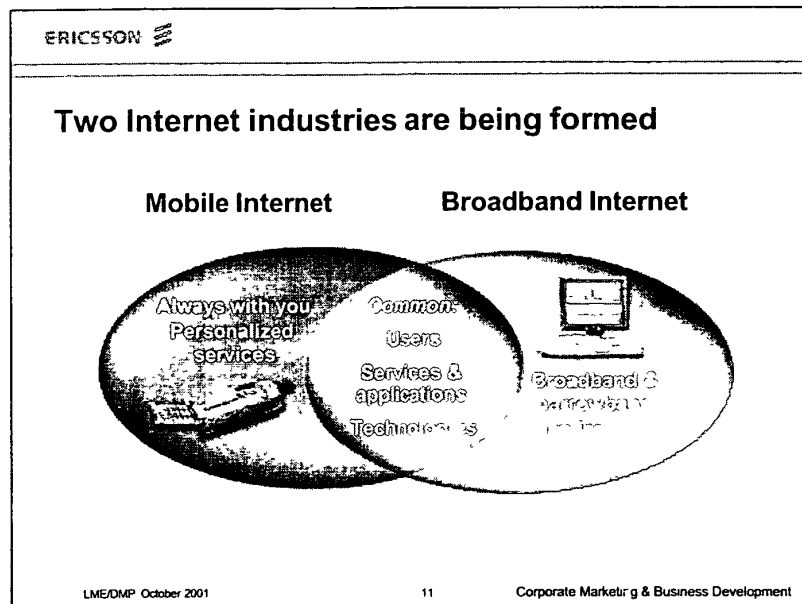 ERICSSON
Two Internet industries are being formed
Mobile Internet
Broadband Internet
Always with you
Personalized
services
Common:
Users
Services &
applications
Technologies
Broadband &
LME/DMP October 2001
11
Corporate Marketing & Business Development